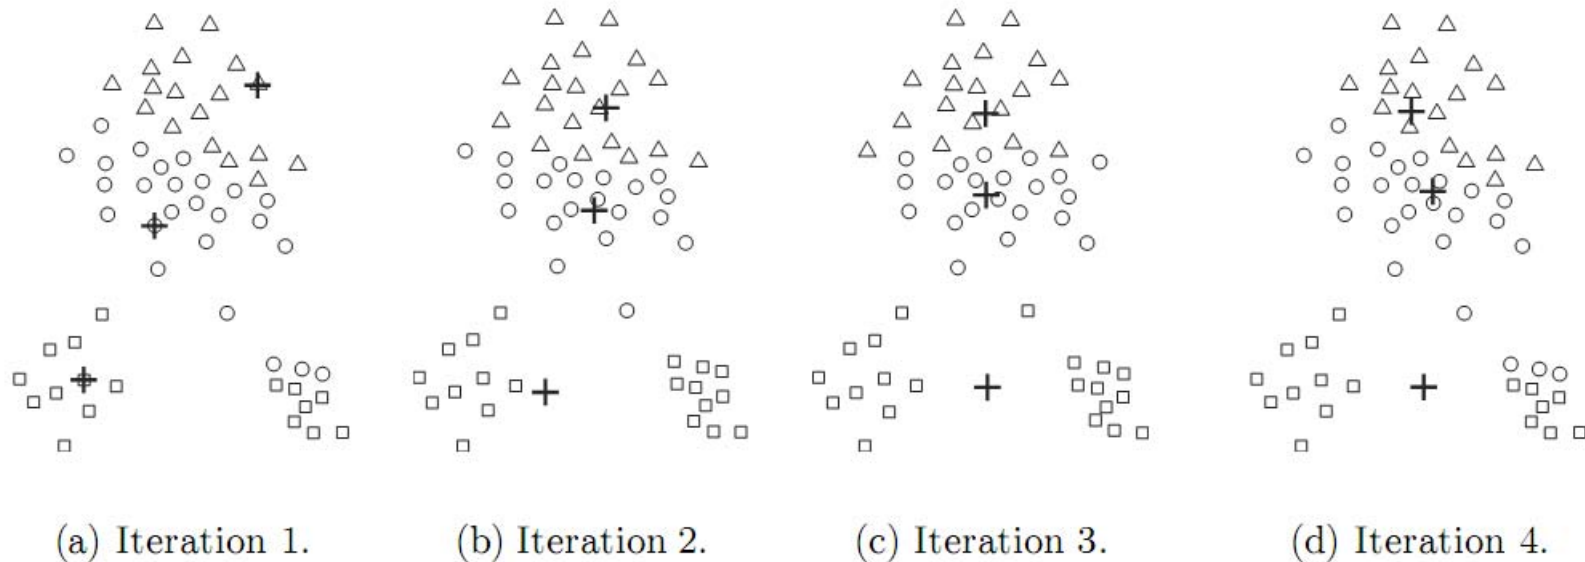 (a) Iteration 1.
(b) Iteration 2.
(c) Iteration 3.
(d) Iteration 4.